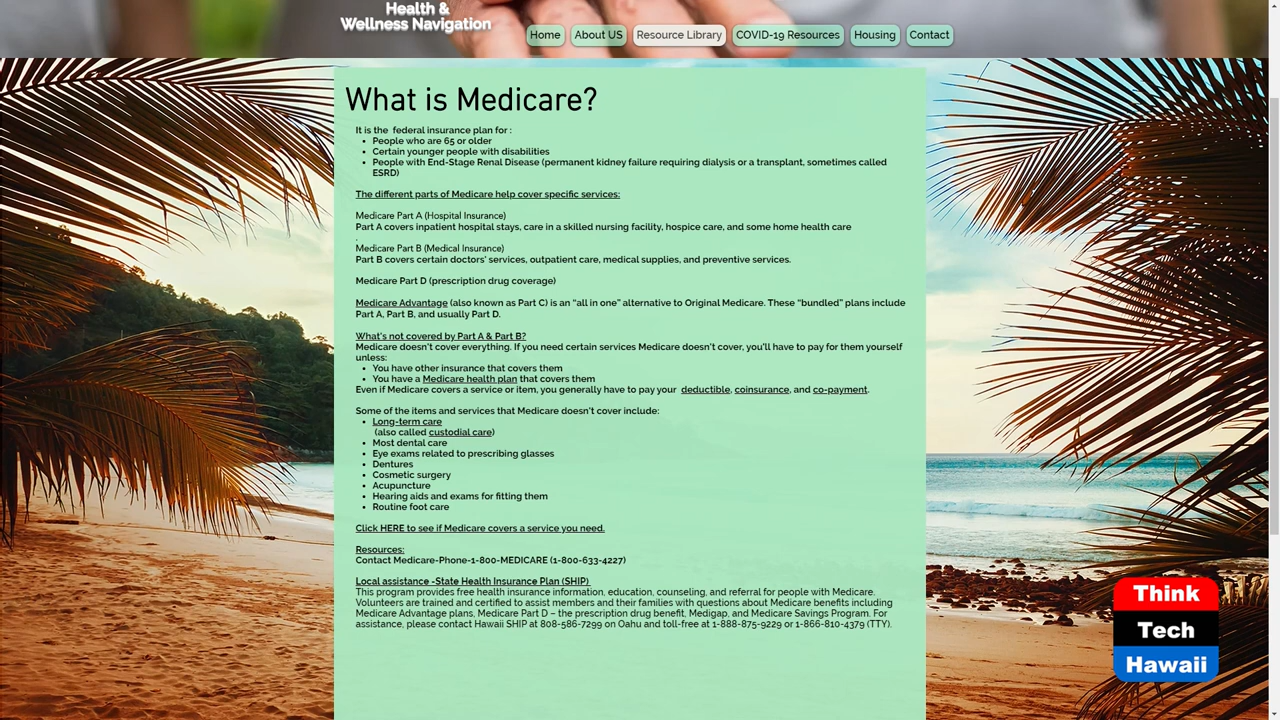 Health &
Wellness Navigation
Home
About US
Resource Library
COVID-19 Resources
Housing
Contact
What is Medicare?
It is the  federal insurance plan for :
• People who are 65 or older
• Certain younger people with disabilities
• People with End-Stage Renal Disease (permanent kidney failure requiring dialysis or a transplant, sometimes called
ESRD)
The different parts of Medicare help cover specific services:
Medicare Part A (Hospital Insurance)
Part A covers inpatient hospital stays, care in a skilled nursing facility, hospice care, and some home health care
.
Medicare Part B (Medical Insurance)
Part B covers certain doctors' services, outpatient care, medical supplies, and preventive services.
Medicare Part D (prescription drug coverage)
Medicare Advantage (also known as Part C) is an “all in one” alternative to Original Medicare. These “bundled” plans include
Part A, Part B, and usually Part D.
What's not covered by Part A & Part B?
Medicare doesn't cover everything. If you need certain services Medicare doesn't cover, you'll have to pay for them yourself
unless:
• You have other insurance that covers them
• You have a Medicare health plan that covers them
Even if Medicare covers a service or item, you generally have to pay your  deductible, coinsurance, and co-payment.
Some of the items and services that Medicare doesn't cover include:
• Long-term care
(also called custodial care)
• Most dental care
• Eye exams related to prescribing glasses
• Dentures
• Cosmetic surgery
• Acupuncture
• Hearing aids and exams for fitting them
• Routine foot care
Click HERE to see if Medicare covers a service you need.
Resources:
Contact Medicare-Phone-1-800-MEDICARE (1-800-633-4227)
Local assistance -State Health Insurance Plan (SHIP)
This program provides free health insurance information, education, counseling, and referral for people with Medicare.
Volunteers are trained and certified to assist members and their families with questions about Medicare benefits including
Medicare Advantage plans, Medicare Part D – the prescription drug benefit, Medigap, and Medicare Savings Program. For
assistance, please contact Hawaii SHIP at 808-586-7299 on Oahu and toll-free at 1-888-875-9229 or 1-866-810-4379 (TTY).
Think
Tech
Hawaii